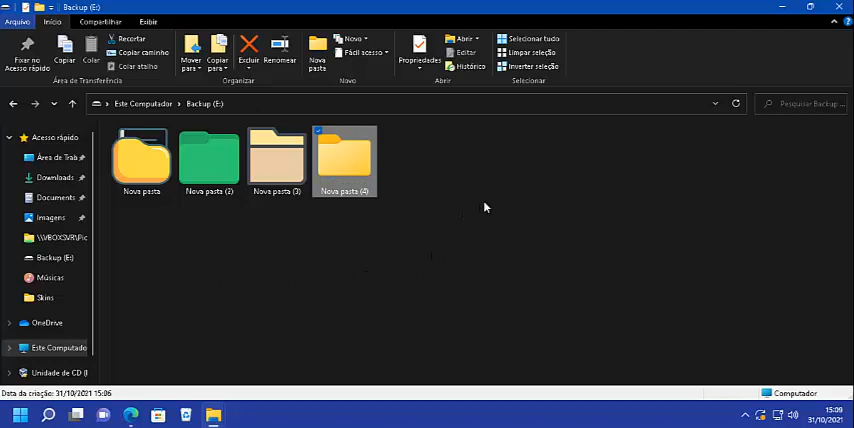 Backup (E:)
Arquivo Início Compartilhar Exibir
Fixar no Acesso rápido
Copiar
Colar
Recortar
Copiar caminho
Colar atalho
Área de Transferência
Mover para
Copiar para
Excluir
Renomear
Organizar
Nova pasta
Novo
Fácil acesso
Novo
Propriedades
Abrir
Editar
Histórico
Abrir
Selecionar tudo
Limpar seleção
Inverter seleção
Selecionar
Este Computador > Backup (E:)
Pesquisar Backup ...
Acesso rápido
Área de Trab
Downloads
Documents
Imagens
\\VBOXSVR\Pic
Backup (E:)
Músicas
Skins
OneDrive
Este Computado
Unidade de CD (
Nova pasta
Nova pasta (2)
Nova pasta (3)
Nova pasta (4)
Data da criação: 31/10/2021 15:06
Computador
15:09
31/10/2021